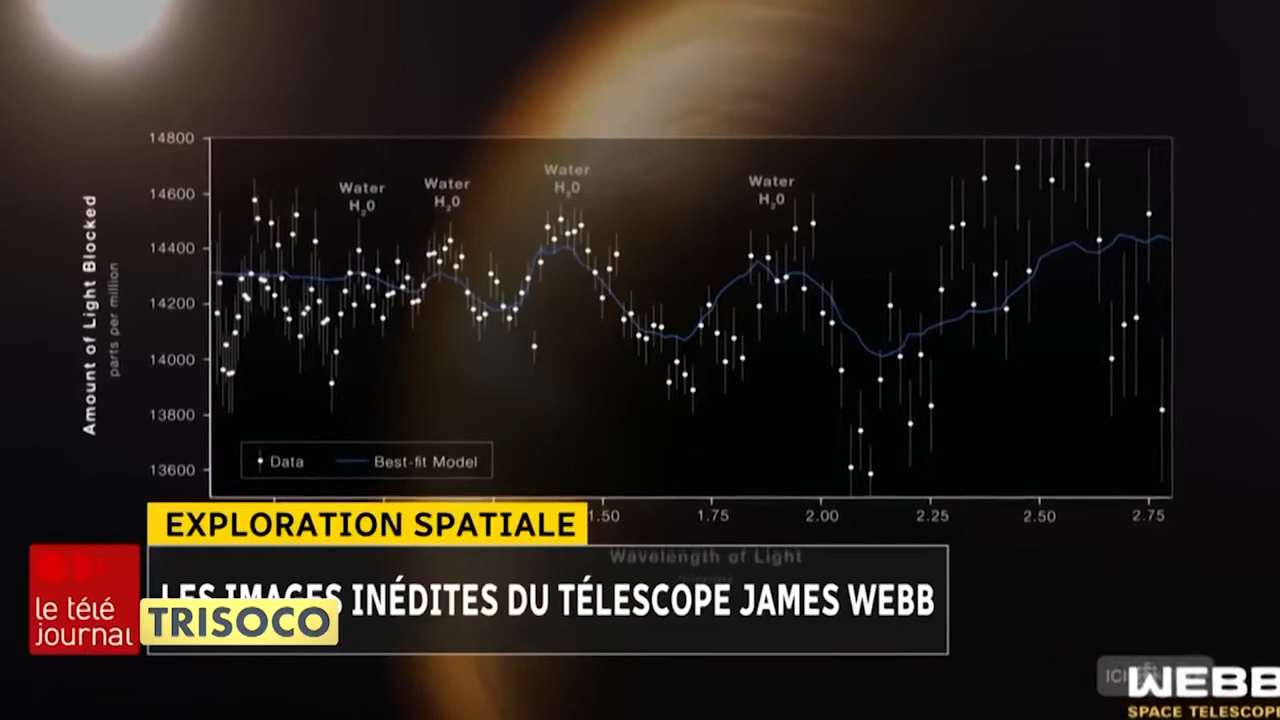 14800
14600
14400
14200
14000
13800
13600
Amount of Light Blocked
parts per million
Water
H₂O
Water
H₂O
Water
H₂O
Water
H₂O
Data
Best-fit Model
1.50
1.75
2.00
2.25
2.50
2.75
Wavelength of Light
EXPLORATION SPATIALE
LES IMAGES INÉDITES DU TÉLESCOPE JAMES WEBB
le télé
journal
TRISOCO
ICI
WEBB
SPACE TELESCOPE